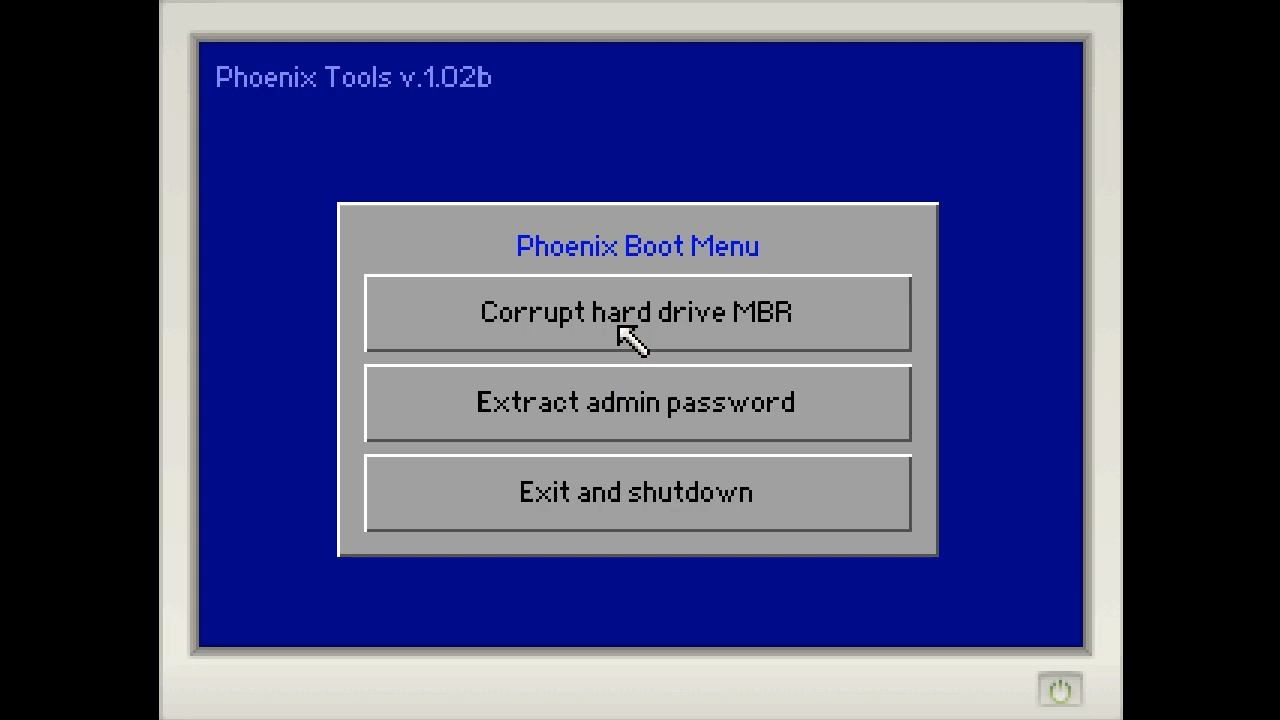 Phoenix Tools v.1.02b
Phoenix Boot Menu
Corrupt hard drive MBR
Extract admin password
Exit and shutdown